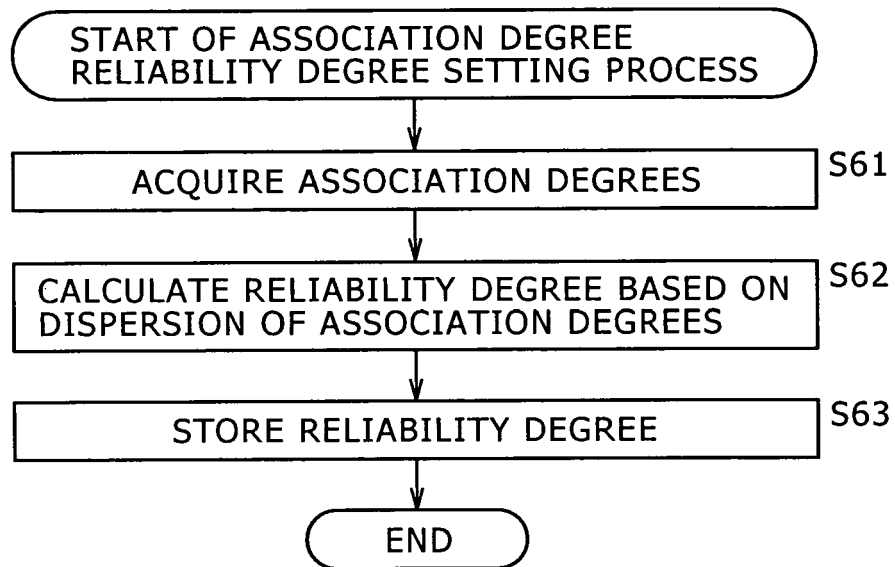 START OF ASSOCIATION DEGREE
RELIABILITY DEGREE SETTING PROCESS
ACQUIRE ASSOCIATION DEGREES
S61
CALCULATE RELIABILITY DEGREE BASED ON
DISPERSION OF ASSOCIATION DEGREES
S62
STORE RELIABILITY DEGREE
S63
END